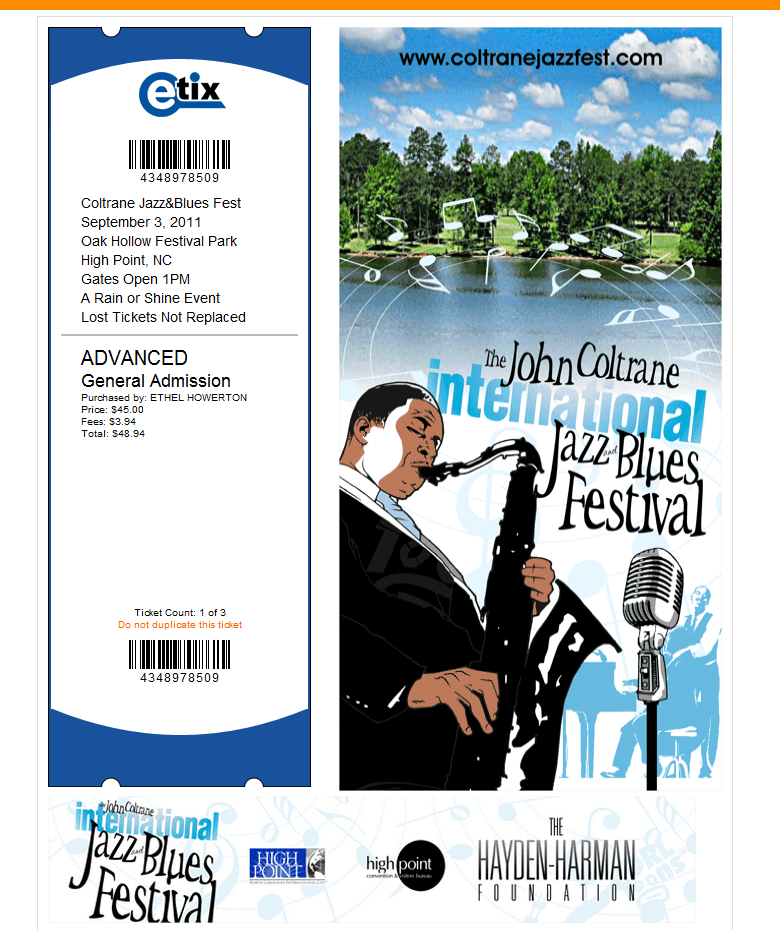 etix
4348978509
Coltrane Jazz&Blues Fest
September 3, 2011
Oak Hollow Festival Park
High Point, NC
Gates Open 1PM
A Rain or Shine Event
Lost Tickets Not Replaced
ADVANCED
General Admission
Purchased by: ETHEL HOWERTON
Price: $45.00
Fees: $3.94
Total: $48.94
Ticket Count: 1 of 3
Do not duplicate this ticket
4348978509
www.coltranejazzfest.com
The John Coltrane
international
Jazz and Blues
Festival
The John Coltrane
international
Jazz and Blues
Festival
HIGH
POINT
NORTH CAROLINA'S INTERNATIONAL CITY
high point
convention & visitors bureau
THE
HAYDEN-HARMAN
FOUNDATION